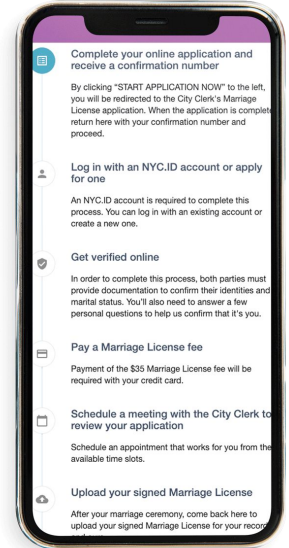 Complete your online application and
receive a confirmation number
By clicking “START APPLICATION NOW” to the left,
you will be redirected to the City Clerk's Marriage
License application. When the application is complete
return here with your confirmation number and
proceed.
Log in with an NYC.ID account or apply
for one
An NYC.ID account is required to complete this
process. You can log in with an existing account or
create a new one.
Get verified online
In order to complete this process, both parties must
provide documentation to confirm their identities and
marital status. You'll also need to answer a few
personal questions to help us confirm that it's you.
Pay a Marriage License fee
Payment of the $35 Marriage License fee will be
required with your credit card.
Schedule a meeting with the City Clerk to
review your application
Schedule an appointment that works for you from the
available time slots.
Upload your signed Marriage License
After your marriage ceremony, come back here to
upload your signed Marriage License for your record